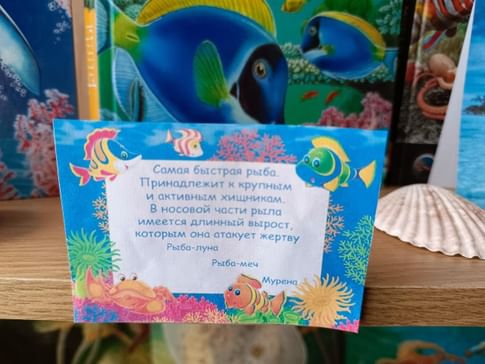 Самая быстрая рыба.
Принадлежит к крупным
и активным хищникам.
В носовой части рыла
имеется длинный вырост,
которым она атакует жертву
Рыба-луна
Рыба-меч
Мурена